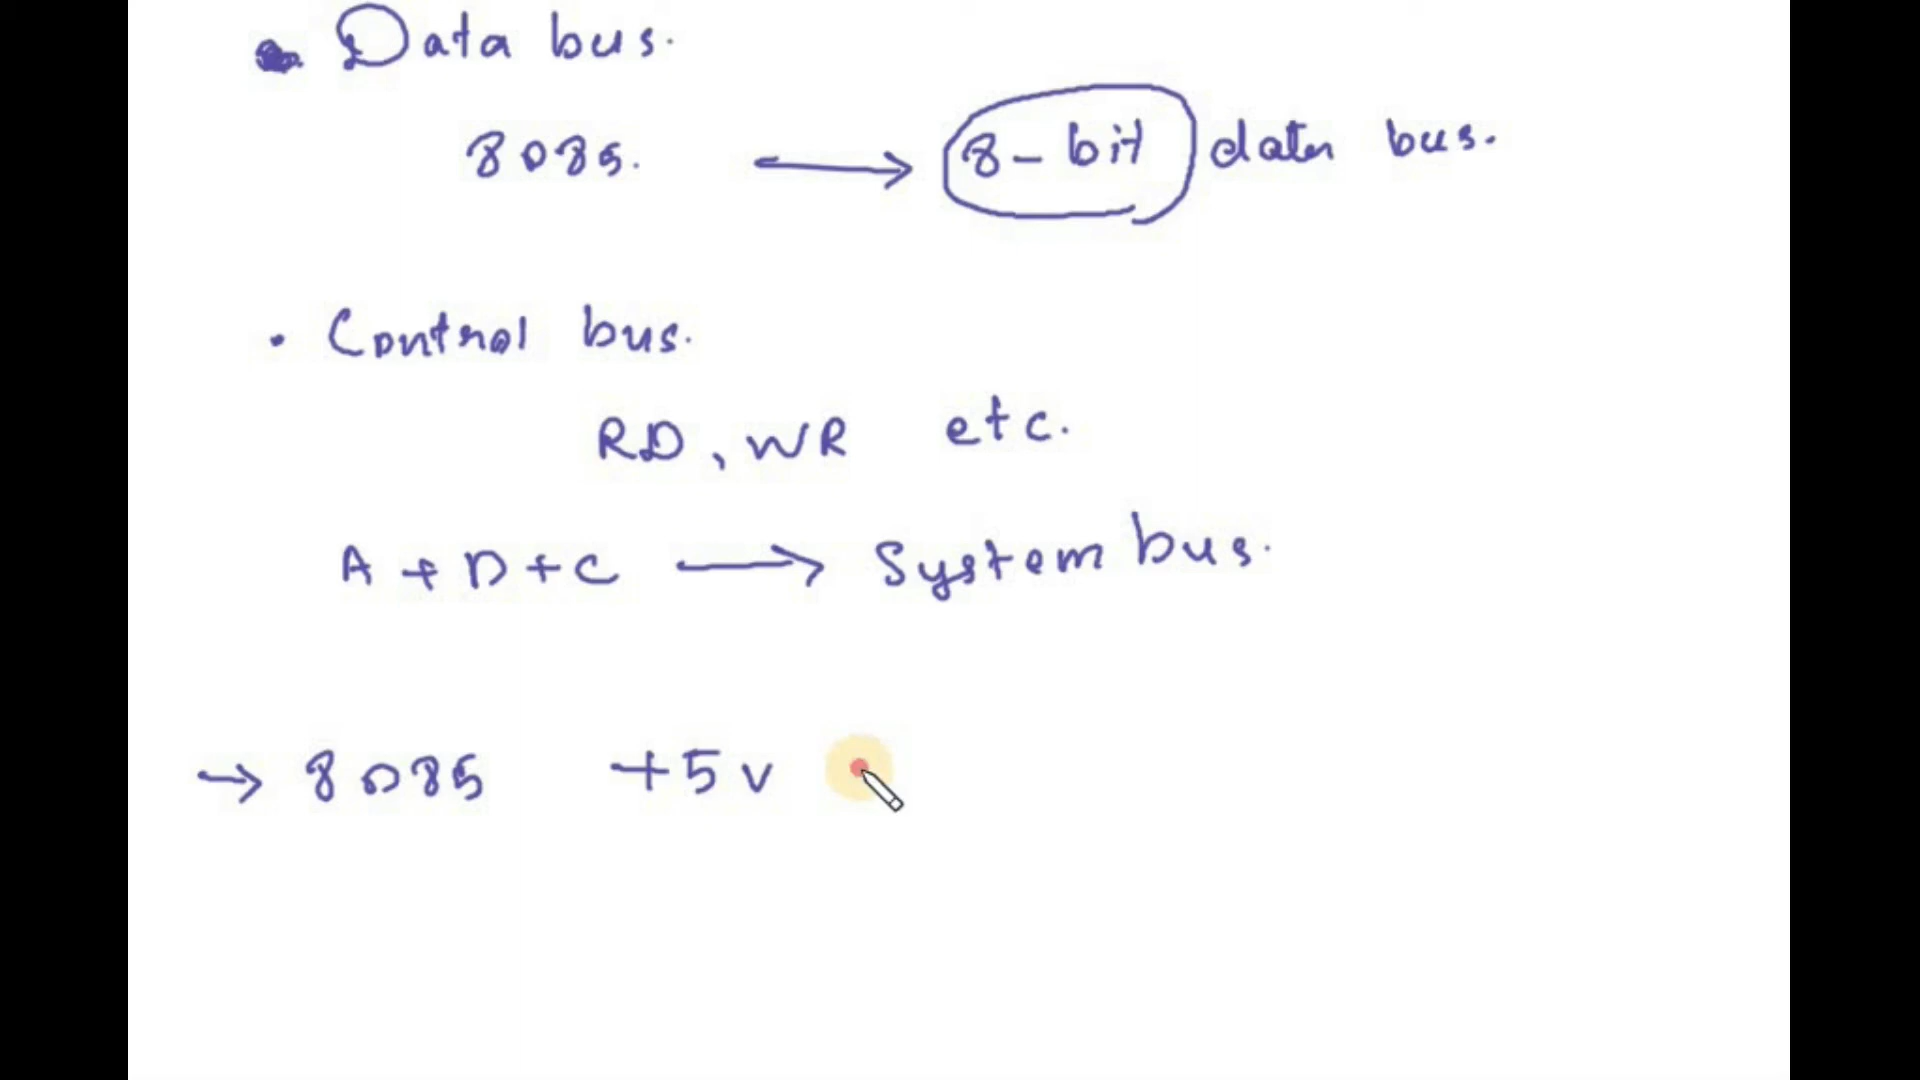 Data bus.
8085. → 8-bit data bus.
• Control bus.
RD, WR etc.
A + D + C → System bus.
→ 8085 +5v